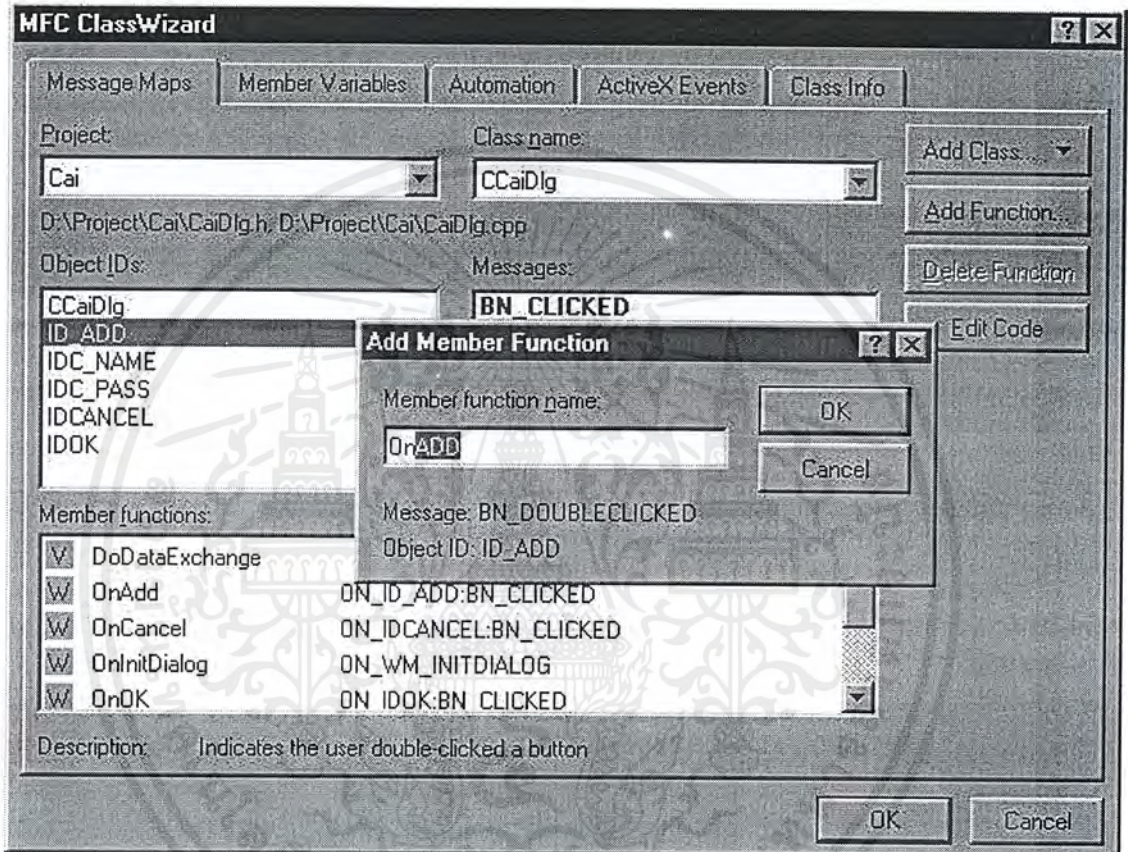 MFC ClassWizard
Message Maps
Member Variables
Automation
ActiveX Events
Class Info
Project:
Class name:
Cai
CCaiDlg
Add Class...
Add Function...
Delete Function
Edit Code
D:\Project\Cai\CaiDlg.h, D:\Project\Cai\CaiDlg.cpp
Object IDs:
Messages:
CCaiDlg
ID_ADD
IDC_NAME
IDC_PASS
IDCANCEL
IDOK
BN_CLICKED
Add Member Function
Member function name:
OnADD
OK
Cancel
Message: BN_DOUBLECLICKED
Object ID: ID_ADD
Member functions:
V DoDataExchange
W OnAdd ON_ID_ADD:BN_CLICKED
W OnCancel ON_IDCANCEL:BN_CLICKED
W OnInitDialog ON_WM_INITDIALOG
W OnOK ON_IDOK:BN_CLICKED
Description: Indicates the user double-clicked a button
OK
Cancel